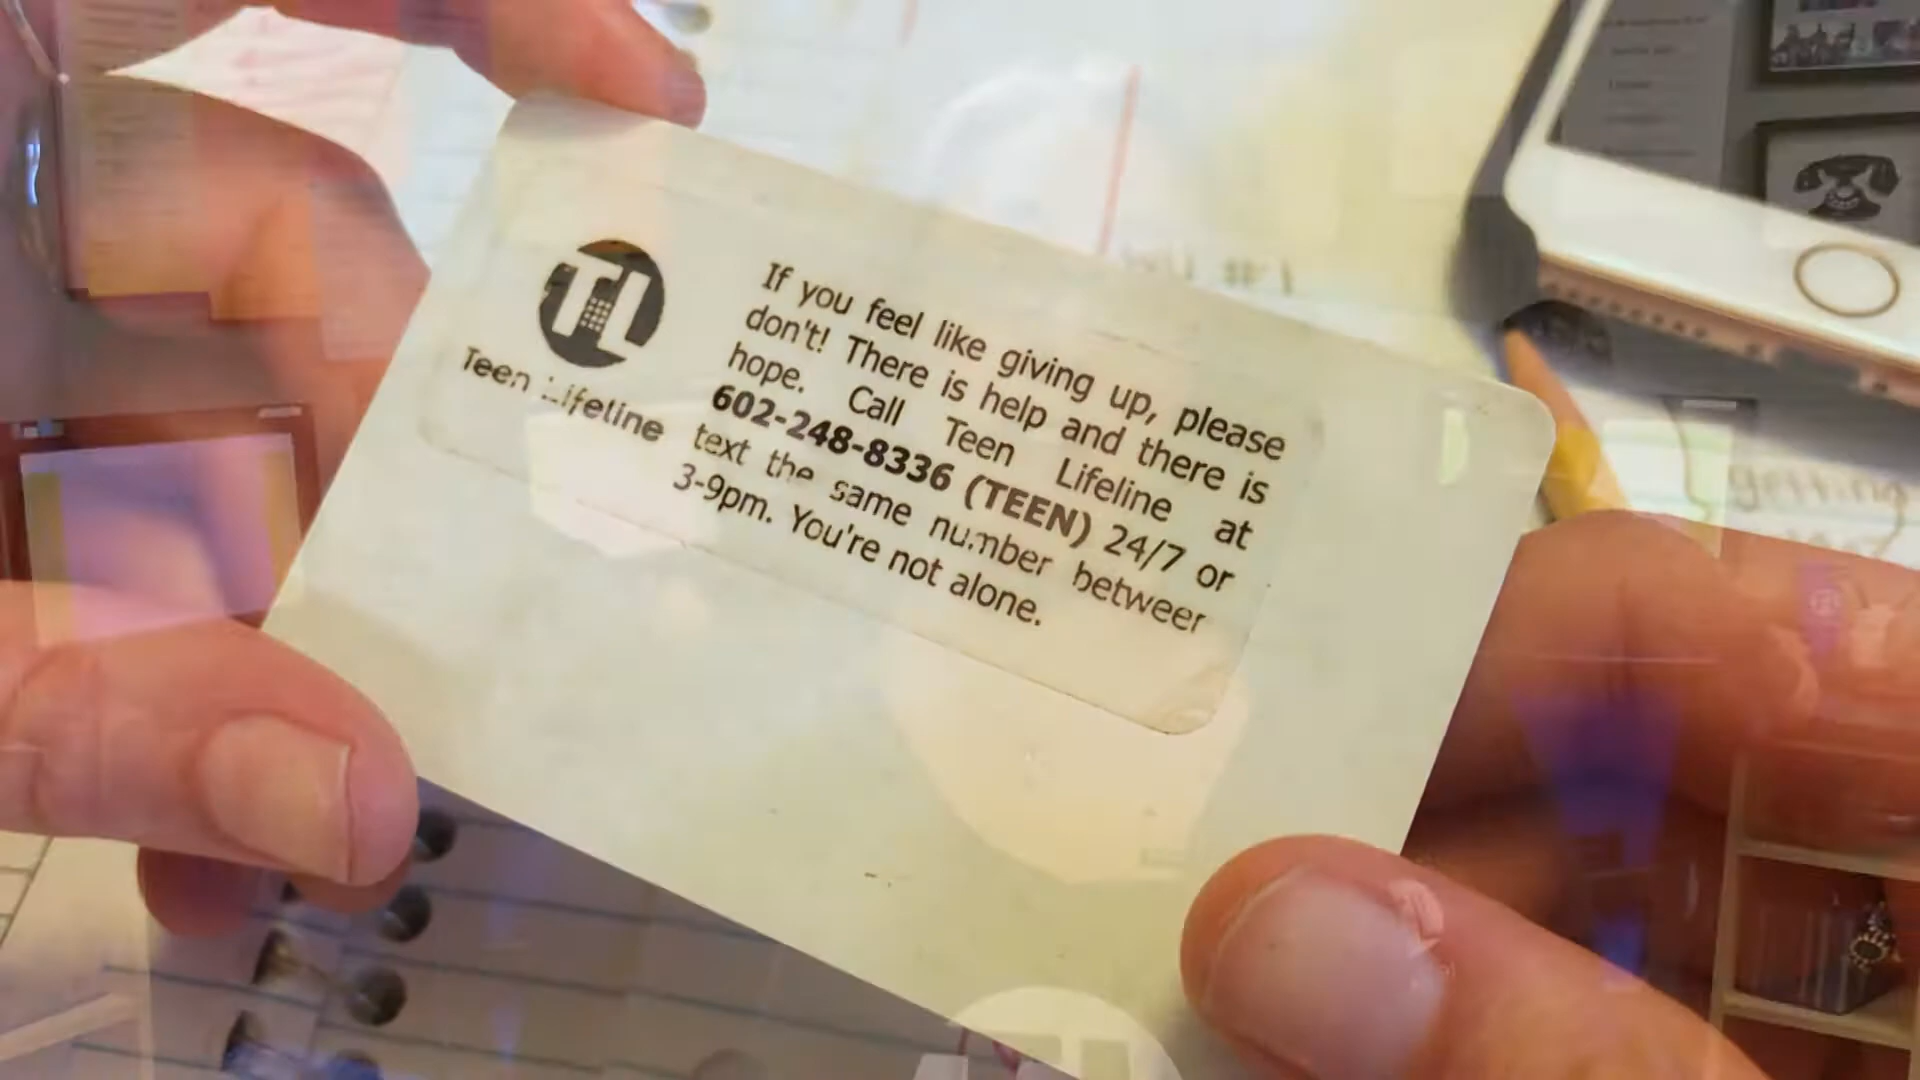 TL
Teen Lifeline
If you feel like giving up, please
don't! There is help and there is
hope. Call Teen Lifeline at
602-248-8336 (TEEN) 24/7 or
text the same number between
3-9pm. You're not alone.
getting